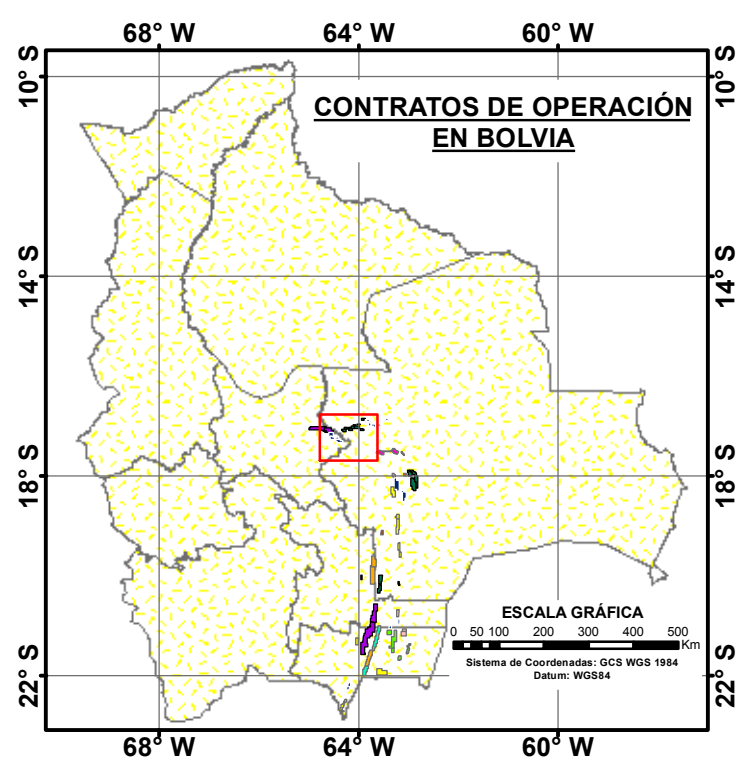 68° W 64° W 60° W
10° S 10° S
CONTRATOS DE OPERACIÓN
EN BOLVIA
14° S 14° S
18° S 18° S
ESCALA GRÁFICA
0 50 100 200 300 400 500
Km
Sistema de Coordenadas: GCS WGS 1984
Datum: WGS84
22° S 22° S
68° W 64° W 60° W